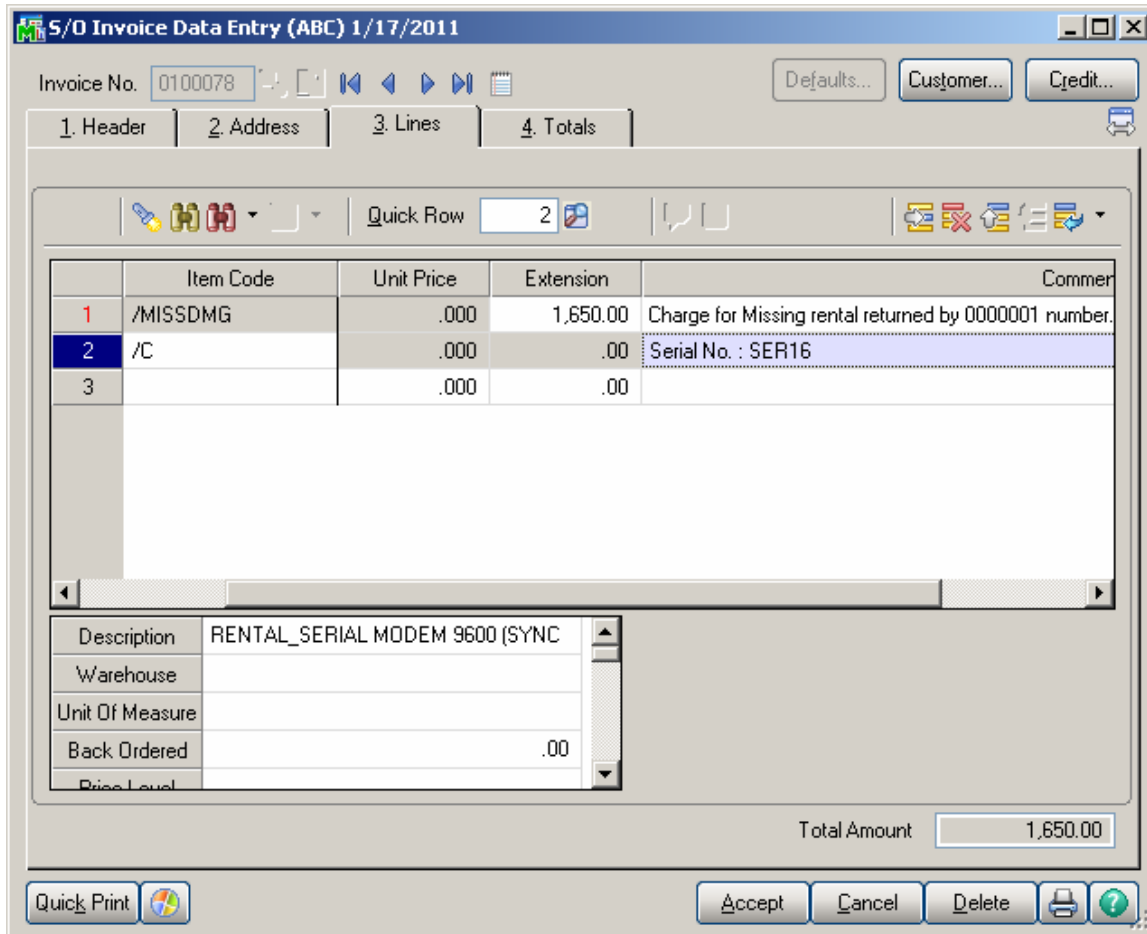 S/O Invoice Data Entry (ABC) 1/17/2011
Invoice No. 0100078 Defaults... Customer... Credit...
1. Header 2. Address 3. Lines 4. Totals
Quick Row 2
Item Code Unit Price Extension Commer
1 /MISSDMG .000 1,650.00 Charge for Missing rental returned by 0000001 number.
2 /C .000 .00 Serial No. : SER16
3 .000 .00
Description RENTAL_SERIAL MODEM 9600 (SYNC
Warehouse
Unit Of Measure
Back Ordered .00
Price Level
Total Amount 1,650.00
Quick Print Accept Cancel Delete